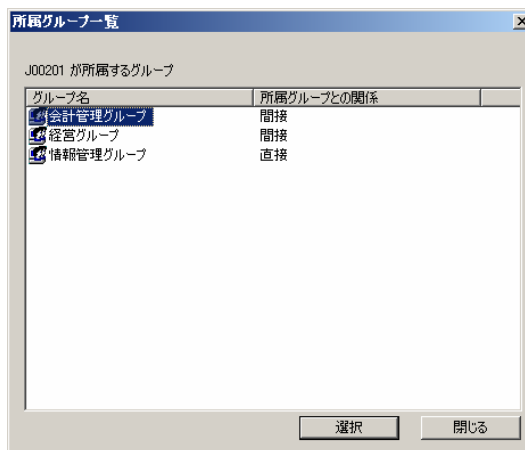 所属グループ一覧
J00201 が所属するグループ
グループ名 所属グループとの関係
会計管理グループ 間接
経営グループ 間接
情報管理グループ 直接
選択 閉じる